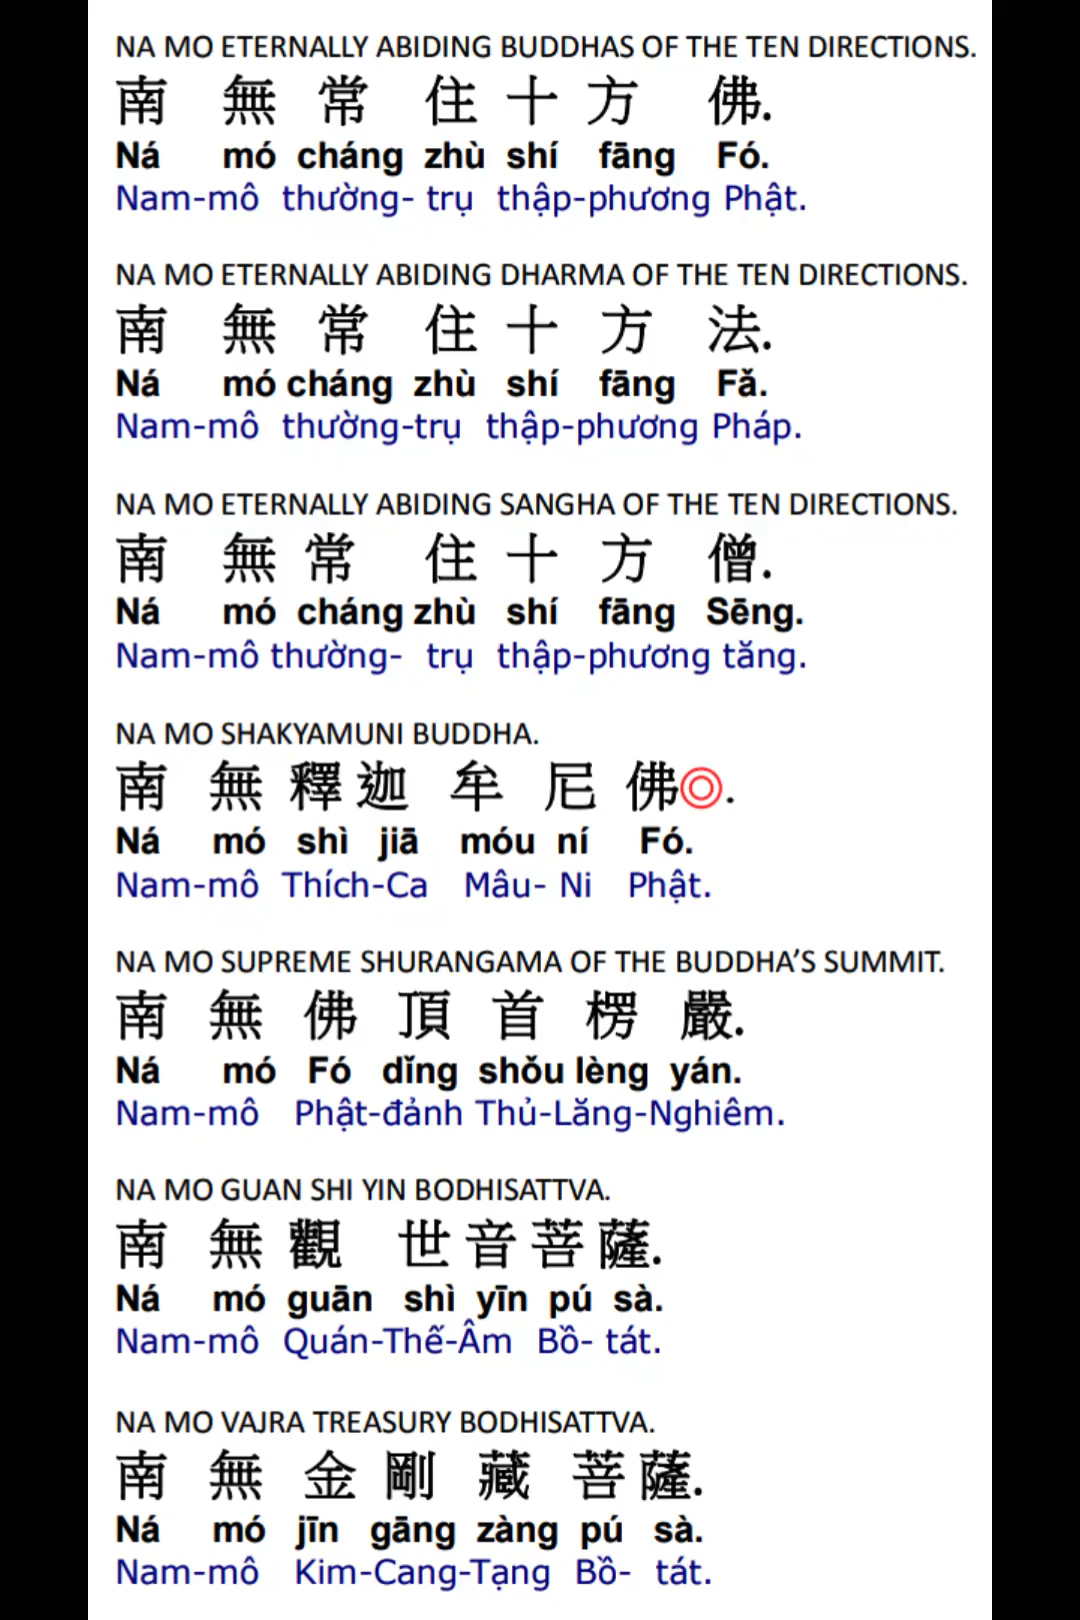 NA MO ETERNALLY ABIDING BUDDHAS OF THE TEN DIRECTIONS.
南 無 常 住 十 方 佛.
Ná mó cháng zhù shí fāng Fó.
Nam-mô thường- trụ thập-phương Phật.
NA MO ETERNALLY ABIDING DHARMA OF THE TEN DIRECTIONS.
南 無 常 住 十 方 法.
Ná mó cháng zhù shí fāng Fǎ.
Nam-mô thường-trụ thập-phương Pháp.
NA MO ETERNALLY ABIDING SANGHA OF THE TEN DIRECTIONS.
南 無 常 住 十 方 僧.
Ná mó cháng zhù shí fāng Sēng.
Nam-mô thường- trụ thập-phương tăng.
NA MO SHAKYAMUNI BUDDHA.
南 無 釋 迦 牟 尼 佛◎.
Ná mó shì jiā móu ní Fó.
Nam-mô Thích-Ca Mâu- Ni Phật.
NA MO SUPREME SHURANGAMA OF THE BUDDHA’S SUMMIT.
南 無 佛 頂 首 楞 嚴.
Ná mó Fó dǐng shǒu lèng yán.
Nam-mô Phật-đảnh Thủ-Lăng-Nghiêm.
NA MO GUAN SHI YIN BODHISATTVA.
南 無 觀 世 音 菩 薩.
Ná mó guān shì yīn pú sà.
Nam-mô Quán-Thế-Âm Bồ- tát.
NA MO VAJRA TREASURY BODHISATTVA.
南 無 金 剛 藏 菩 薩.
Ná mó jīn gāng zàng pú sà.
Nam-mô Kim-Cang-Tạng Bồ- tát.